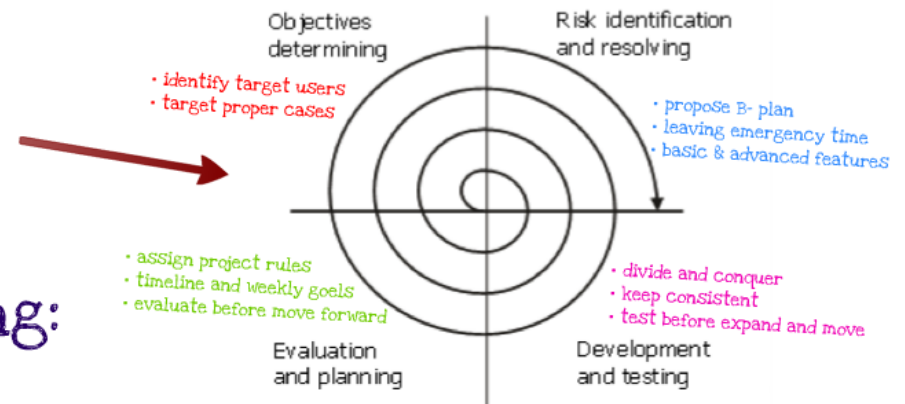 Objectives
determining
• identify target users
• target proper cases
Risk identification
and resolving
• propose B- plan
• leaving emergency time
• basic & advanced features
• assign project rules
• timeline and weekly goels
• evaluate before move forward
g:
Evaluation
and planning
• divide and conquer
• keep consistent
• test before expand and move
Development
and testing